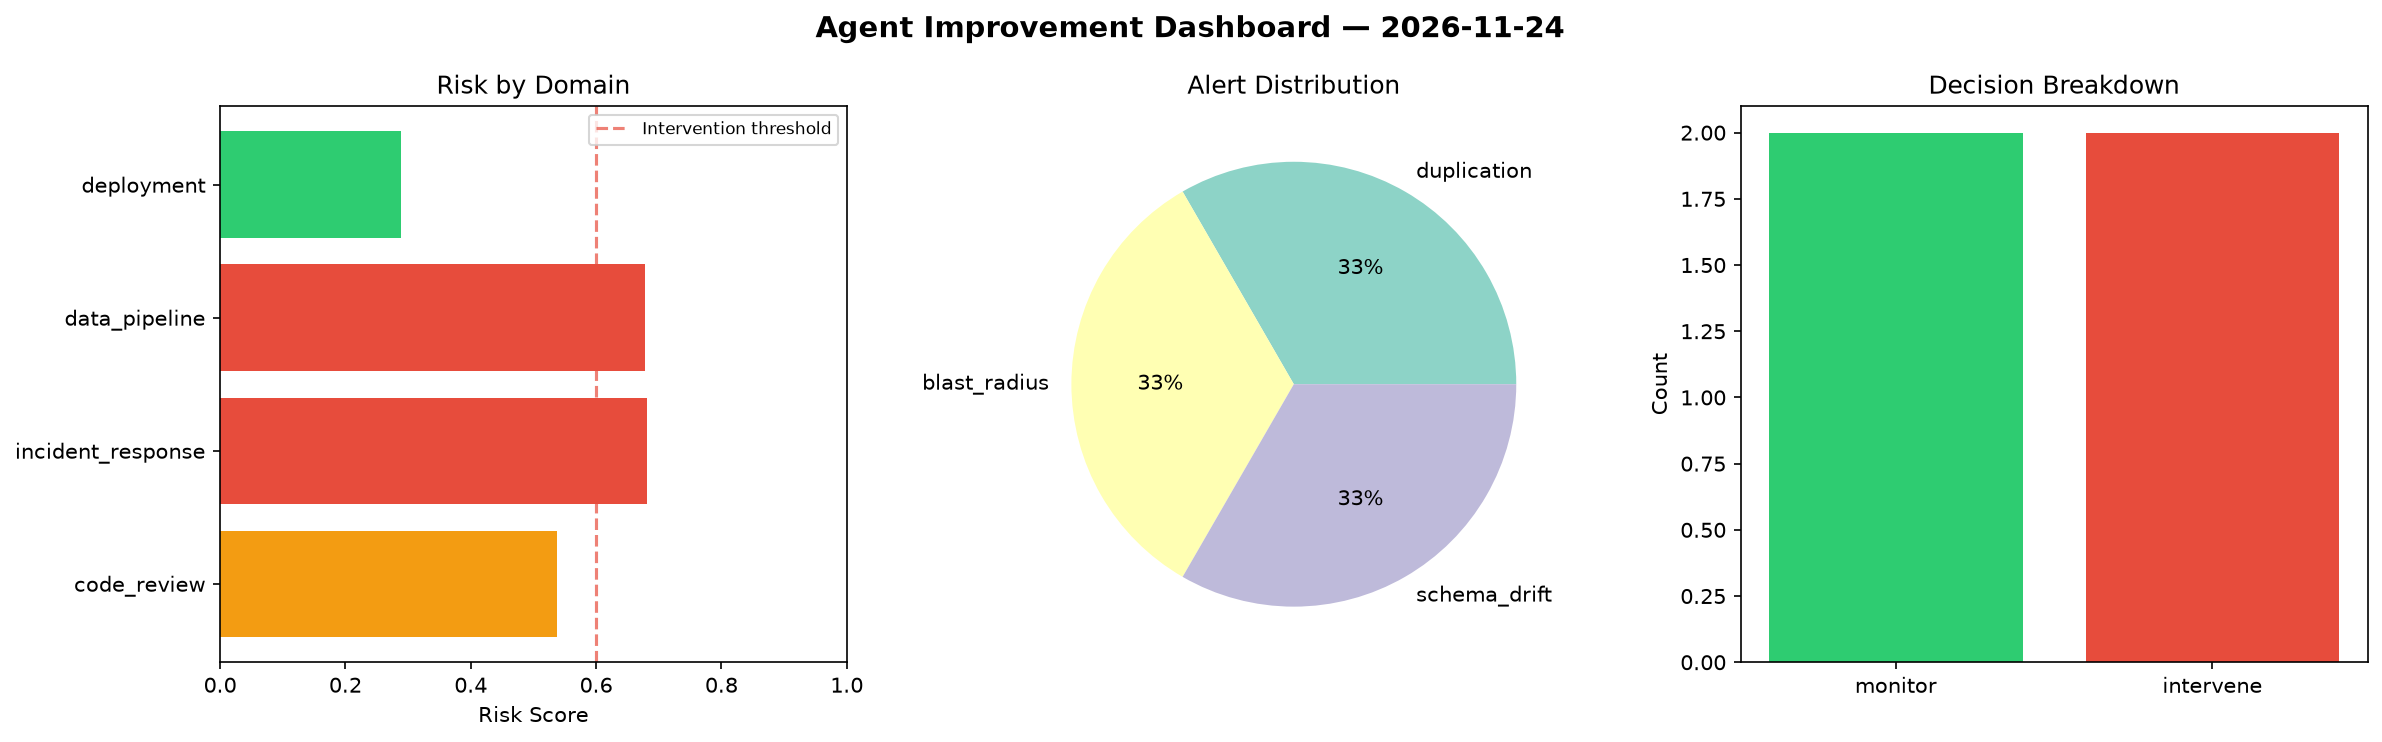 Agent Improvement Dashboard — 2026-11-24
Risk by Domain
Intervention threshold
deployment
data_pipeline
incident_response
code_review
0.0 0.2 0.4 0.6 0.8 1.0
Risk Score
Alert Distribution
duplication
33%
blast_radius
33%
33%
schema_drift
Decision Breakdown
Count
2.00
1.75
1.50
1.25
1.00
0.75
0.50
0.25
0.00
monitor intervene